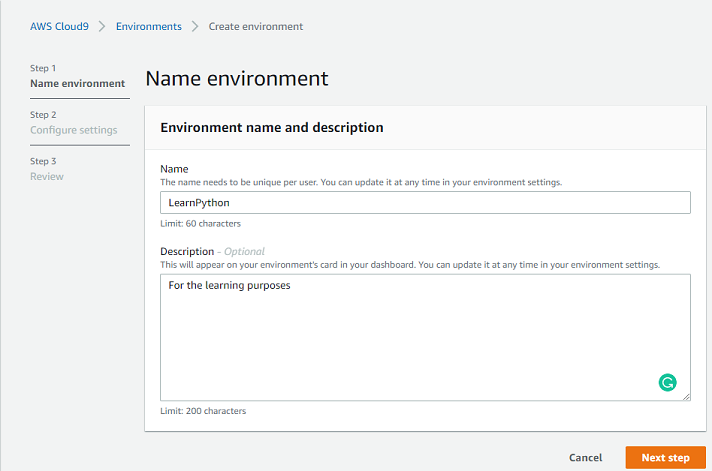 AWS Cloud9 > Environments > Create environment
Step 1
Name environment
Step 2
Configure settings
Step 3
Review
Name environment
Environment name and description
Name
The name needs to be unique per user. You can update it at any time in your environment settings.
LearnPython
Limit: 60 characters
Description - Optional
This will appear on your environment's card in your dashboard. You can update it at any time in your environment settings.
For the learning purposes
Limit: 200 characters
Cancel
Next step